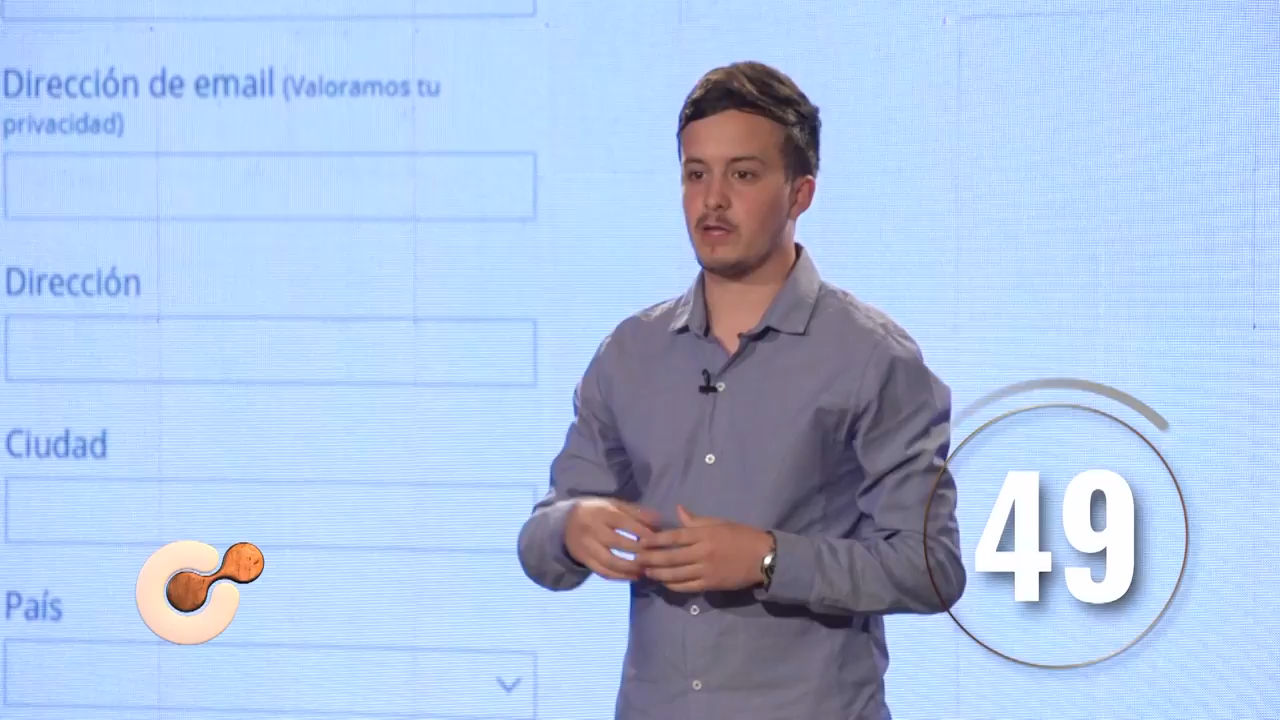 Dirección de email (Valoramos tu
privacidad)
Dirección
Ciudad
País
49